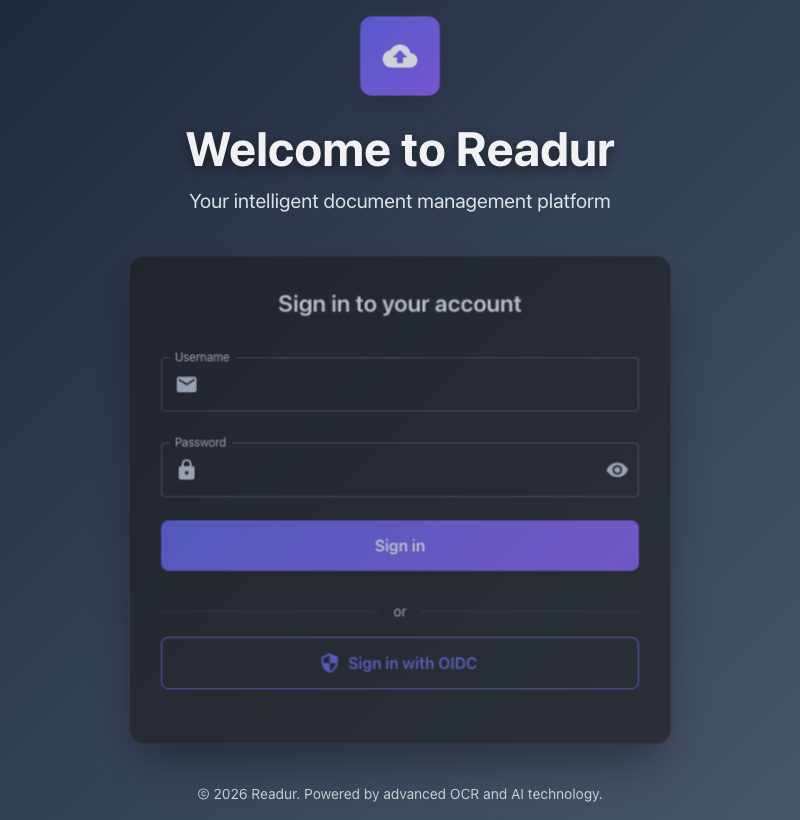 Welcome to Readur
Your intelligent document management platform
Sign in to your account
Username
Password
Sign in
or
Sign in with OIDC
© 2026 Readur. Powered by advanced OCR and AI technology.